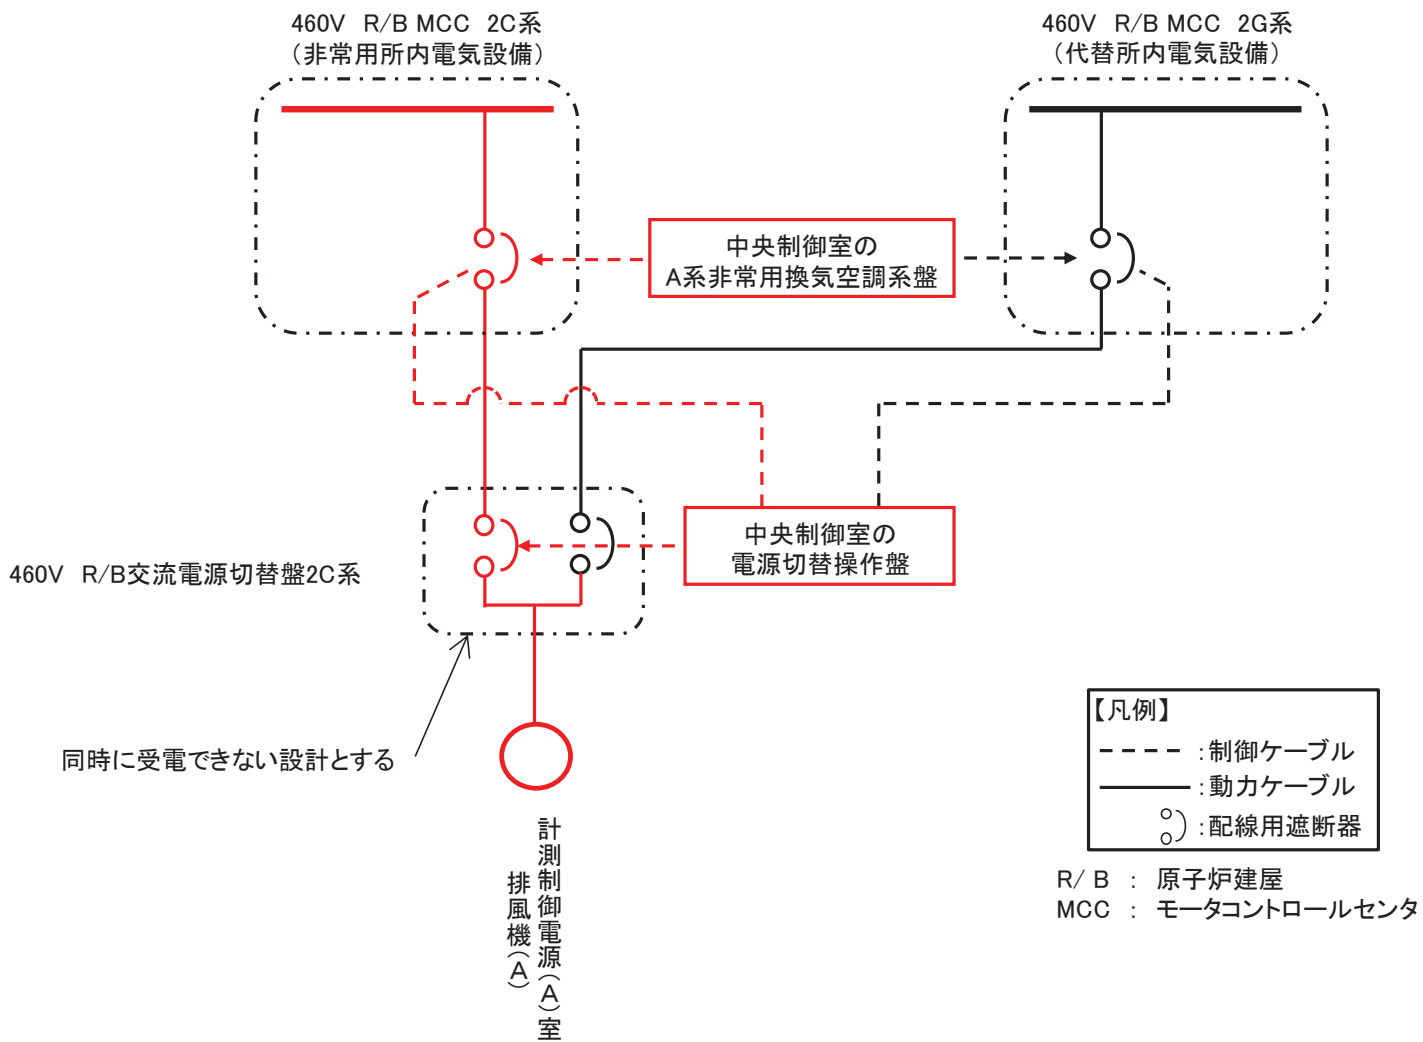 460V R/B MCC 2C系
（非常用所内電気設備）
460V R/B MCC 2G系
（代替所内電気設備）
中央制御室の
A系非常用換気空調系盤
中央制御室の
電源切替操作盤
460V R/B交流電源切替盤2C系
同時に受電できない設計とする
計測制御電源（A）室
排風機（A）
【凡例】
：制御ケーブル
：動力ケーブル
：配線用遮断器
R/ B ： 原子炉建屋
MCC ： モータコントロールセンタ